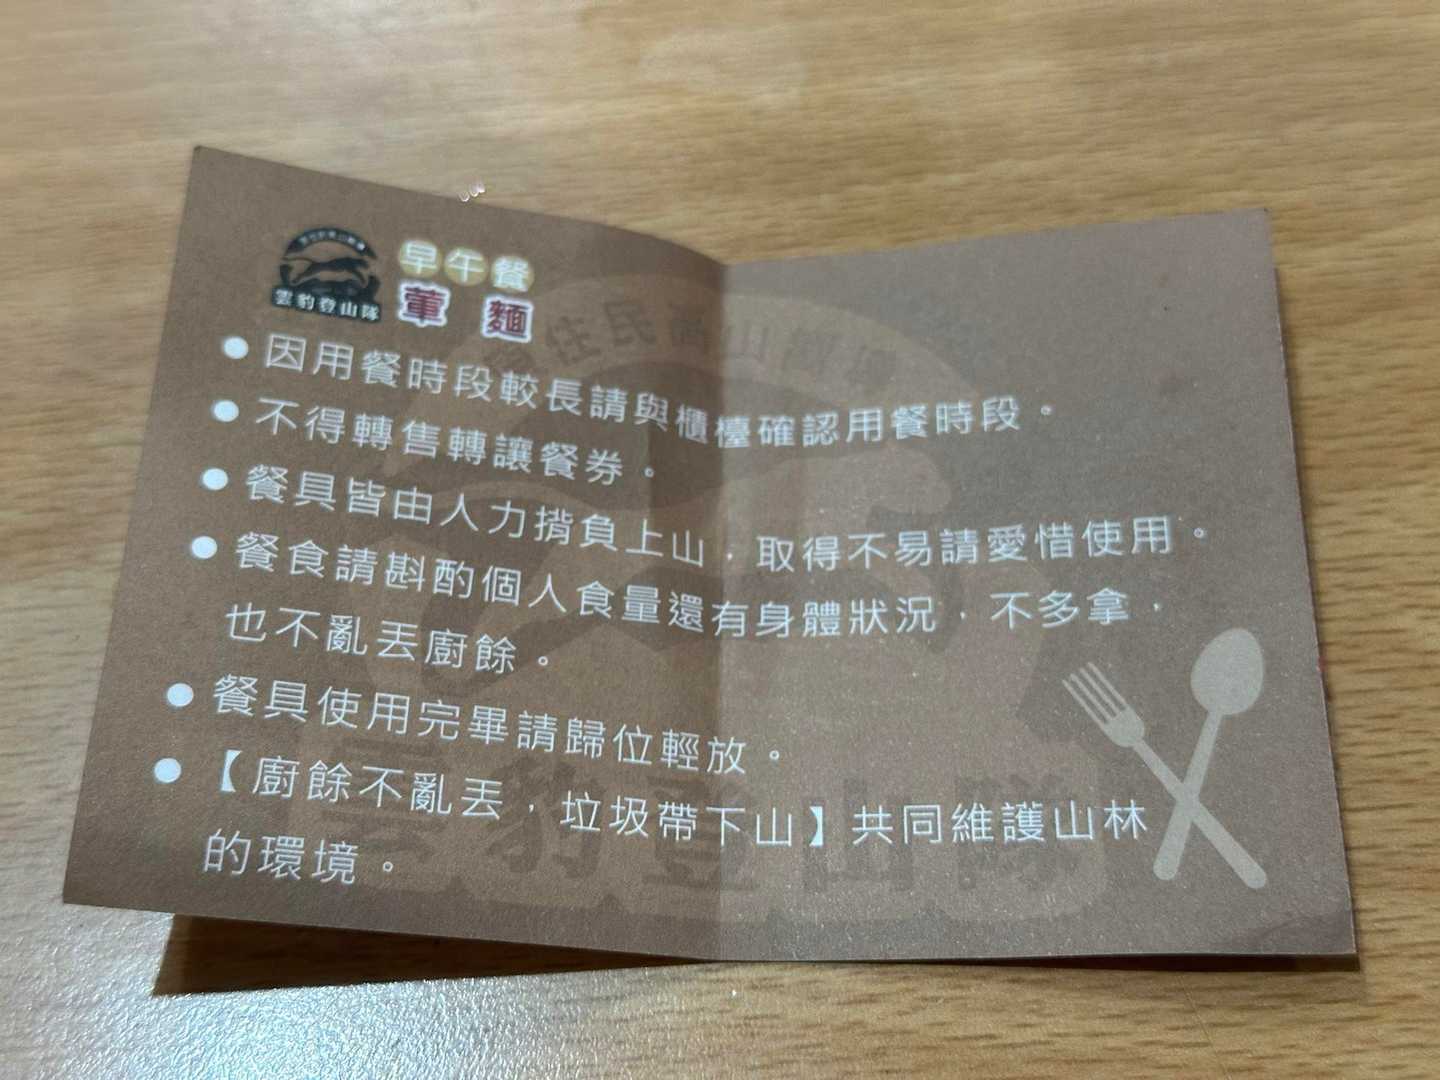 雲豹登山隊
早午餐
葷 麵
●因用餐時段較長請與櫃檯確認用餐時段。
●不得轉售轉讓餐券。
●餐具皆由人力揹負上山，取得不易請愛惜使用。
●餐食請斟酌個人食量還有身體狀況，不多拿，
也不亂丟廚餘。
●餐具使用完畢請歸位輕放。
●【廚餘不亂丟，垃圾帶下山】共同維護山林
的環境。
雲豹登山隊